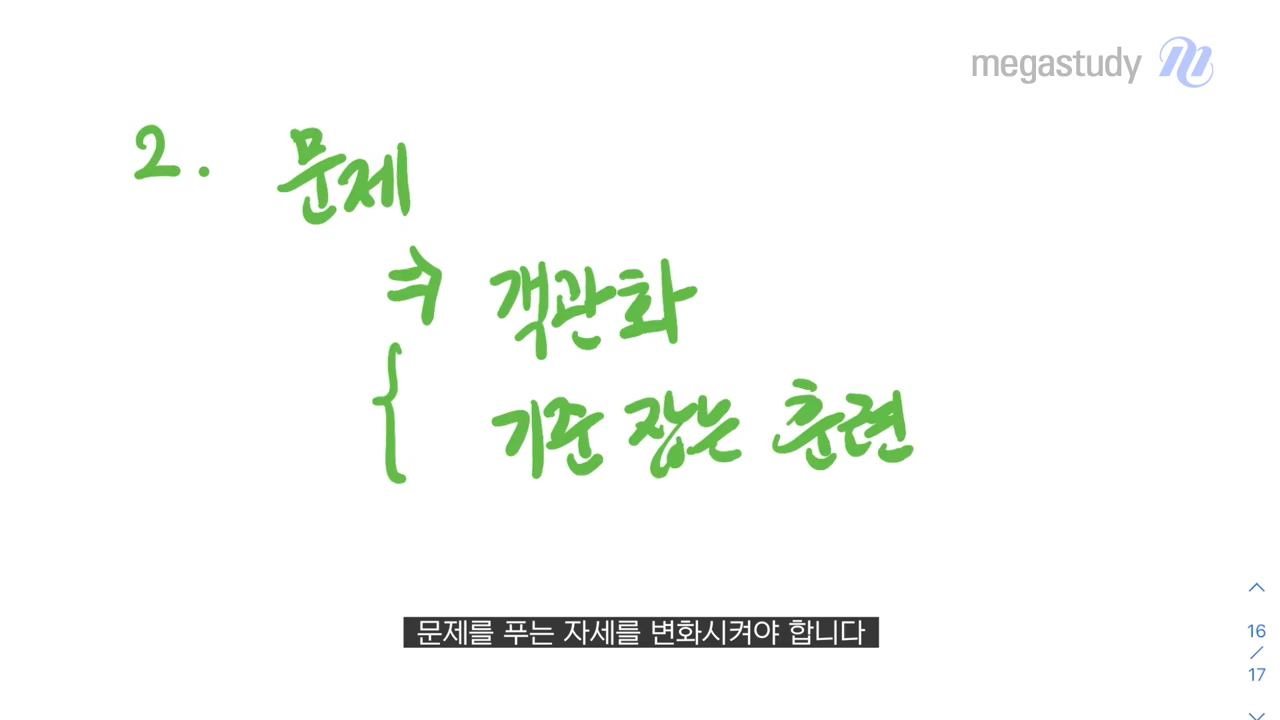 megastudy
2. 문제
⇒ 객관화
기준 잡는 훈련
문제를 푸는 자세를 변화시켜야 합니다
16
/
17